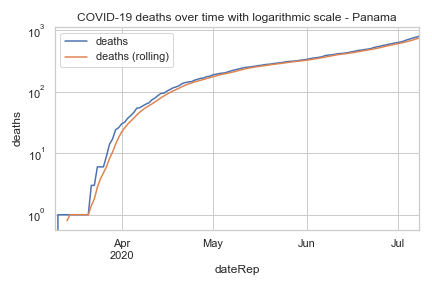 COVID-19 deaths over time with logarithmic scale - Panama
deaths
deaths (rolling)
10³
10²
10¹
10⁰
deaths
Apr
2020
May
Jun
Jul
dateRep